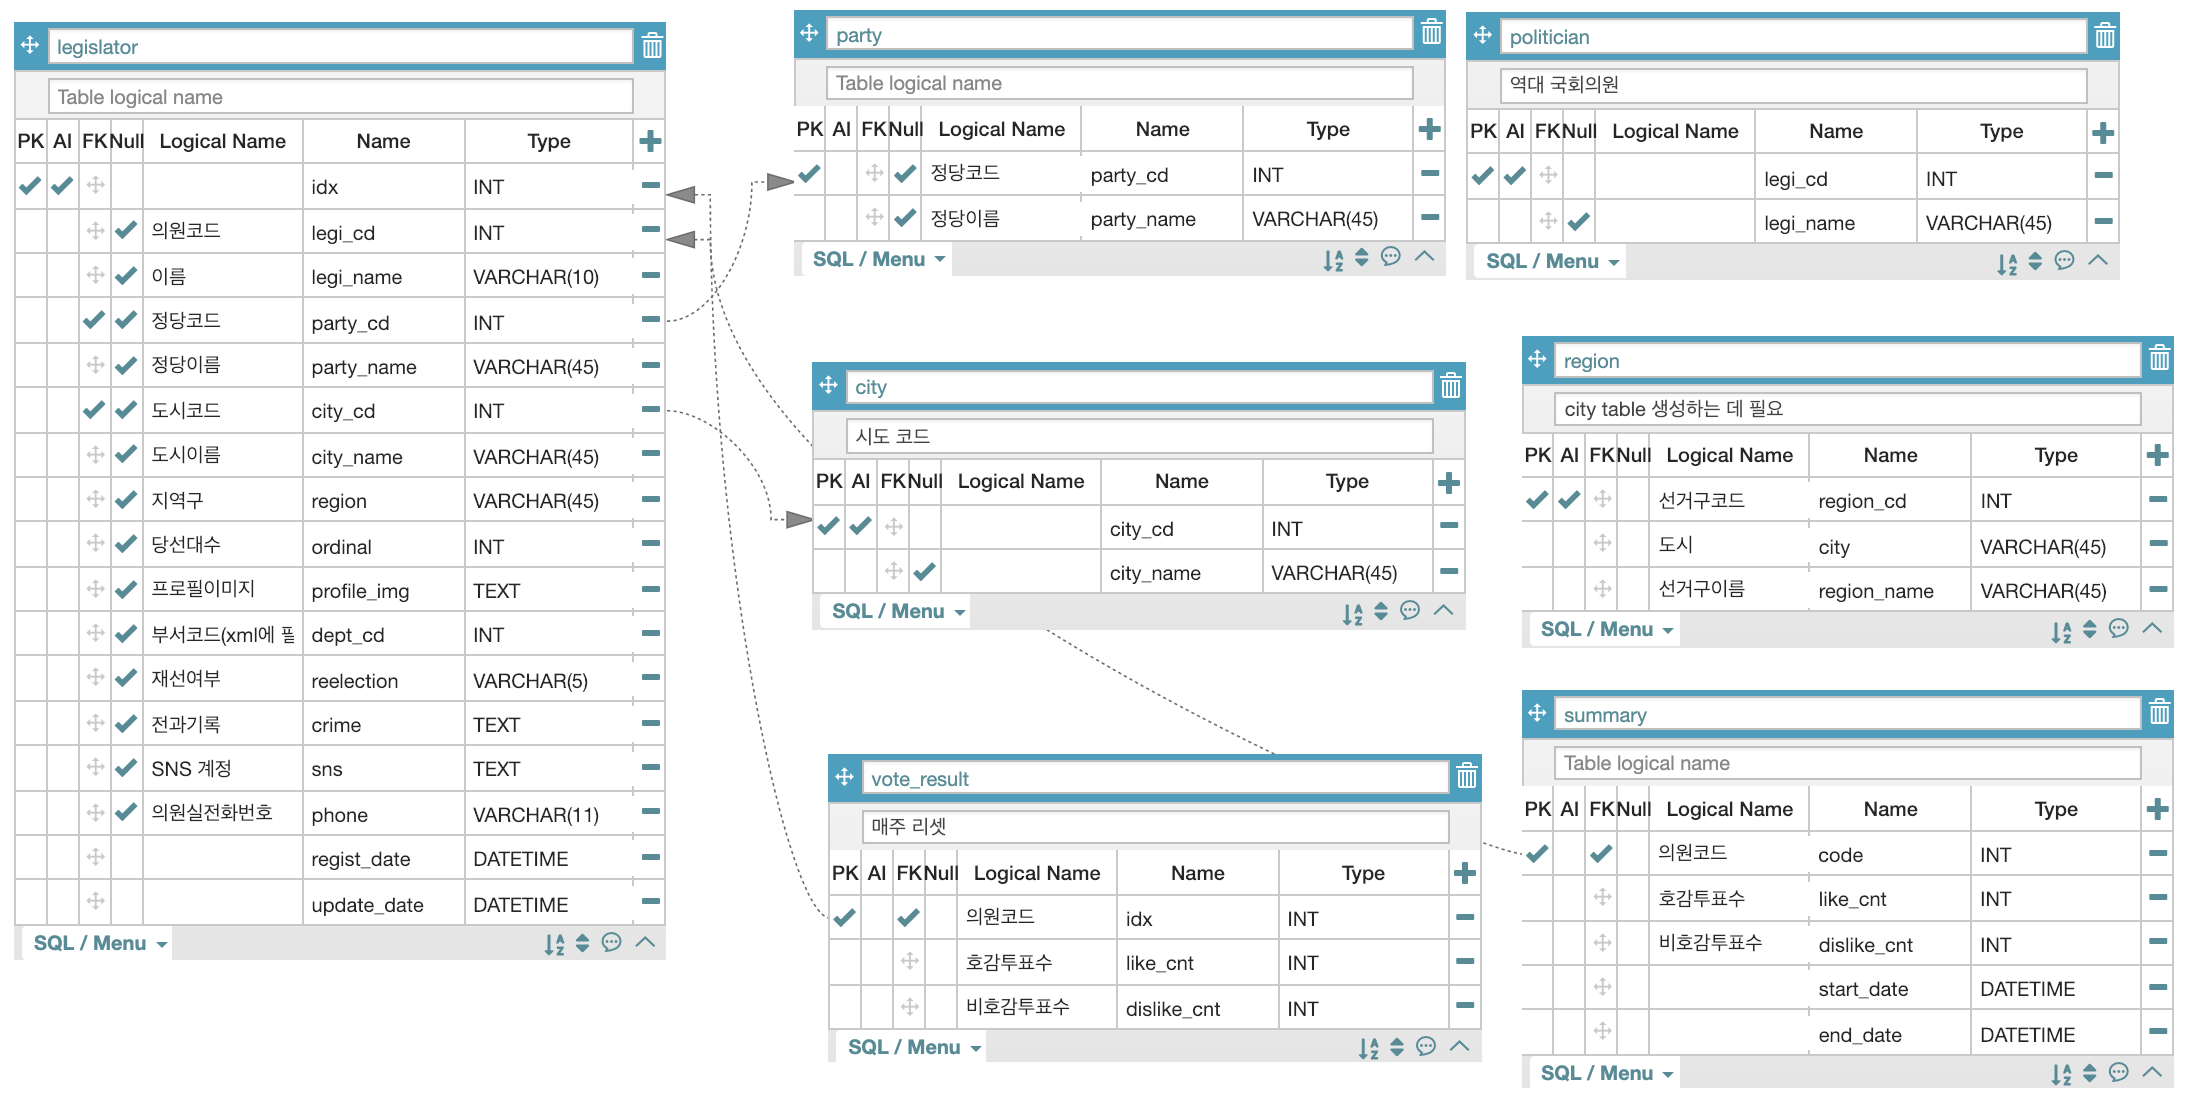 legislator
Table logical name
PK AI FK Null Logical Name Name Type
idx INT
의원코드 legi_cd INT
이름 legi_name VARCHAR(10)
정당코드 party_cd INT
정당이름 party_name VARCHAR(45)
도시코드 city_cd INT
도시이름 city_name VARCHAR(45)
지역구 region VARCHAR(45)
당선대수 ordinal INT
프로필이미지 profile_img TEXT
부서코드(xml에 필 dept_cd INT
재선여부 reelection VARCHAR(5)
전과기록 crime TEXT
SNS 계정 sns TEXT
의원실전화번호 phone VARCHAR(11)
regist_date DATETIME
update_date DATETIME
SQL / Menu
party
Table logical name
PK AI FK Null Logical Name Name Type
정당코드 party_cd INT
정당이름 party_name VARCHAR(45)
SQL / Menu
politician
역대 국회의원
PK AI FK Null Logical Name Name Type
legi_cd INT
legi_name VARCHAR(45)
SQL / Menu
city
시도 코드
PK AI FK Null Logical Name Name Type
city_cd INT
city_name VARCHAR(45)
SQL / Menu
region
city table 생성하는 데 필요
PK AI FK Null Logical Name Name Type
선거구코드 region_cd INT
도시 city VARCHAR(45)
선거구이름 region_name VARCHAR(45)
SQL / Menu
vote_result
매주 리셋
PK AI FK Null Logical Name Name Type
의원코드 idx INT
호감투표수 like_cnt INT
비호감투표수 dislike_cnt INT
SQL / Menu
summary
Table logical name
PK AI FK Null Logical Name Name Type
의원코드 code INT
호감투표수 like_cnt INT
비호감투표수 dislike_cnt INT
start_date DATETIME
end_date DATETIME
SQL / Menu